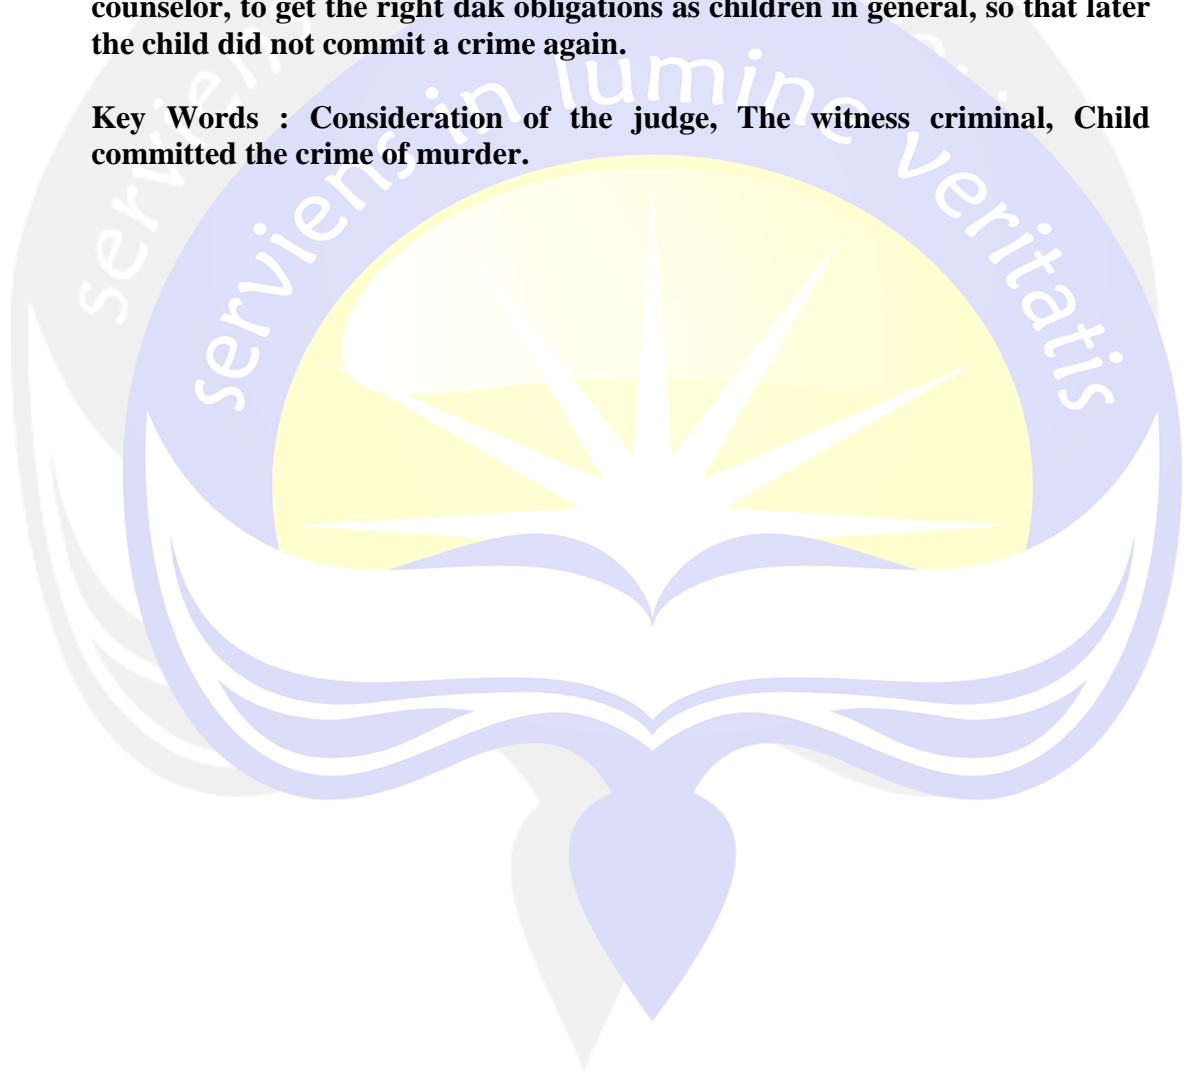 counselor, to get the right dak obligations as children in general, so that later
the child did not commit a crime again.
Key Words : Consideration of the judge, The witness criminal, Child
committed the crime of murder.
serviens in lumine veritatis